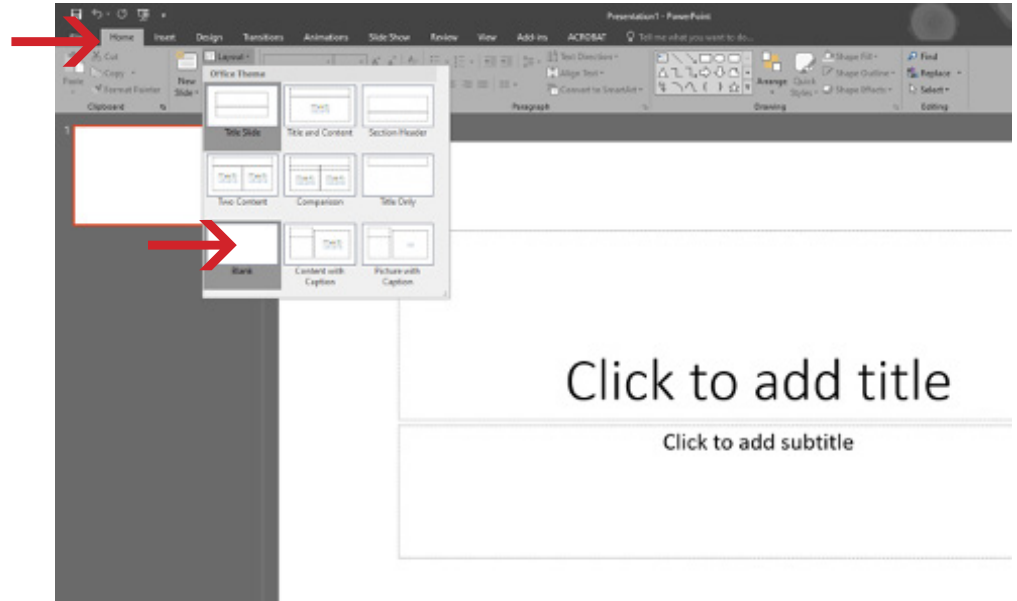 Presentation1 - PowerPoint
Home Insert Design Transitions Animations Slide Show Review View Add-ins ACROBAT Tell me what you want to do...
Cut
Copy
Format Painter
Paste
Clipboard
New Slide
Layout
Text Direction
Align Text
Convert to SmartArt
Paragraph
Arrange
Quick Styles
Shape Fill
Shape Outline
Shape Effects
Drawing
Find
Replace
Select
Editing
Office Theme
Title Slide Title and Content Section Header
Two Content Comparison Title Only
Blank Content with Caption Picture with Caption
1
Click to add title
Click to add subtitle